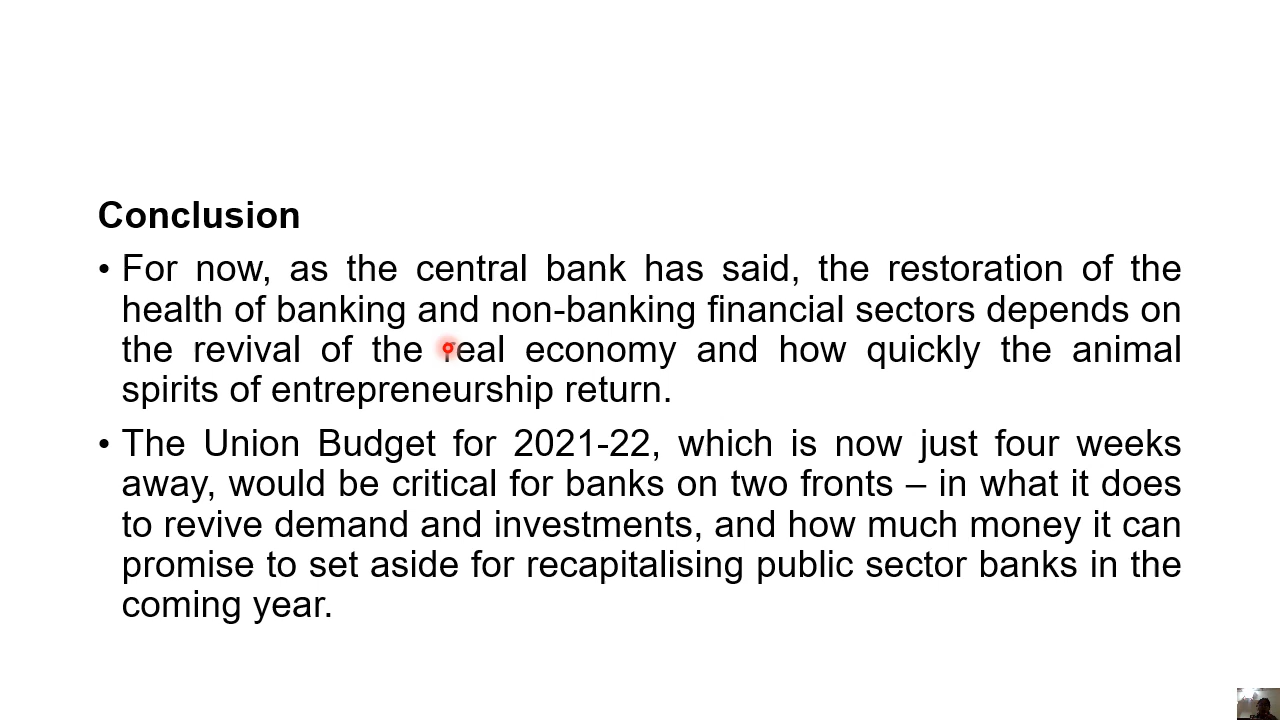 Conclusion
• For now, as the central bank has said, the restoration of the
health of banking and non-banking financial sectors depends on
the revival of the real economy and how quickly the animal
spirits of entrepreneurship return.
• The Union Budget for 2021-22, which is now just four weeks
away, would be critical for banks on two fronts – in what it does
to revive demand and investments, and how much money it can
promise to set aside for recapitalising public sector banks in the
coming year.